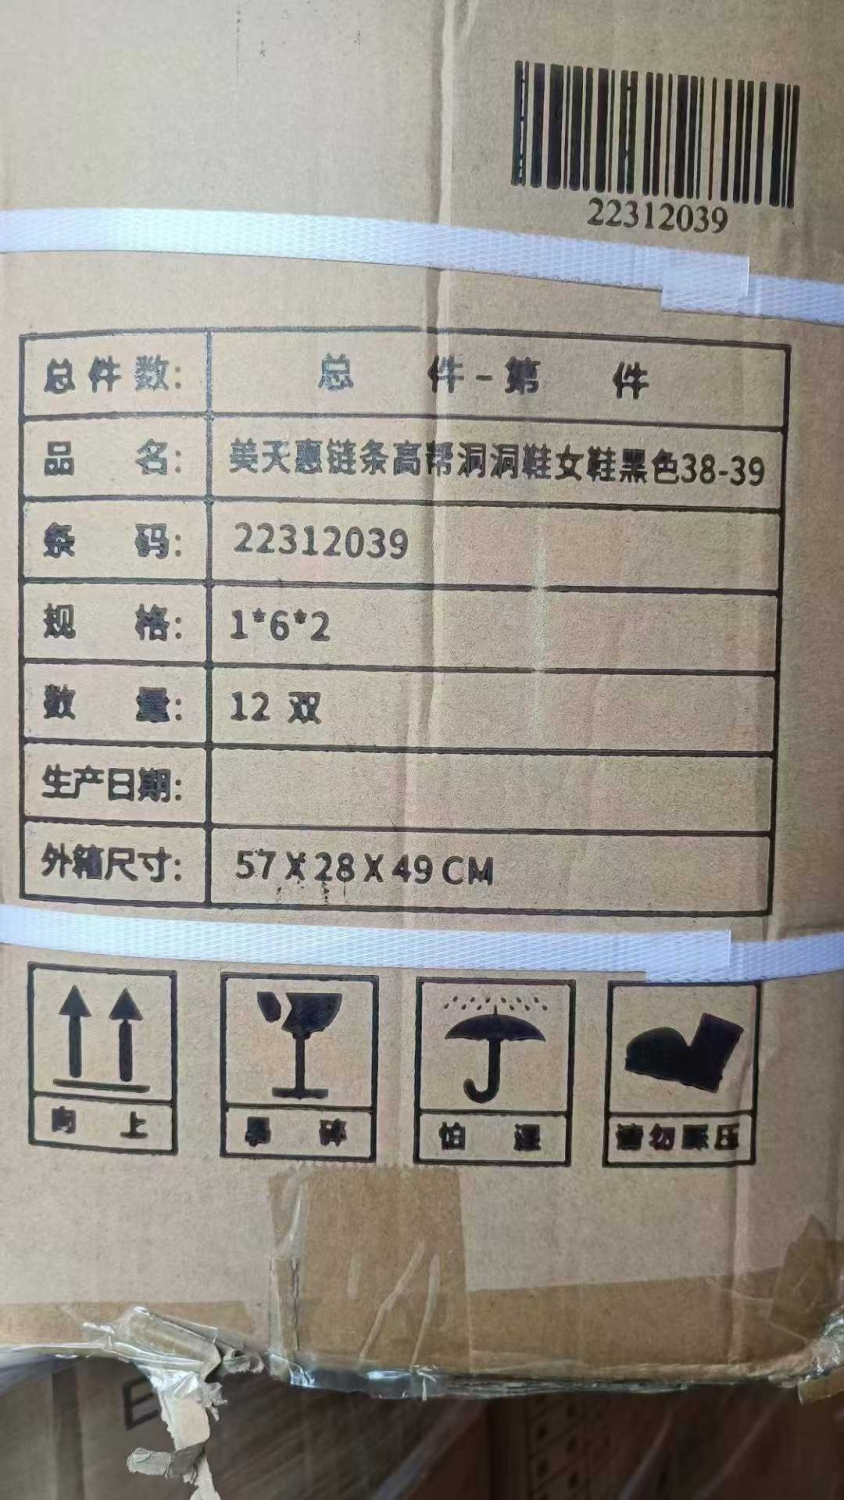 22312039
总件数: 总 件-第 件
品 名: 美天惠链条高帮洞洞鞋女鞋黑色38-39
条 码: 22312039
规 格: 1*6*2
数 量: 12 双
生产日期:
外箱尺寸: 57X28X49CM
向 上
易 碎
怕 湿
请勿踩压